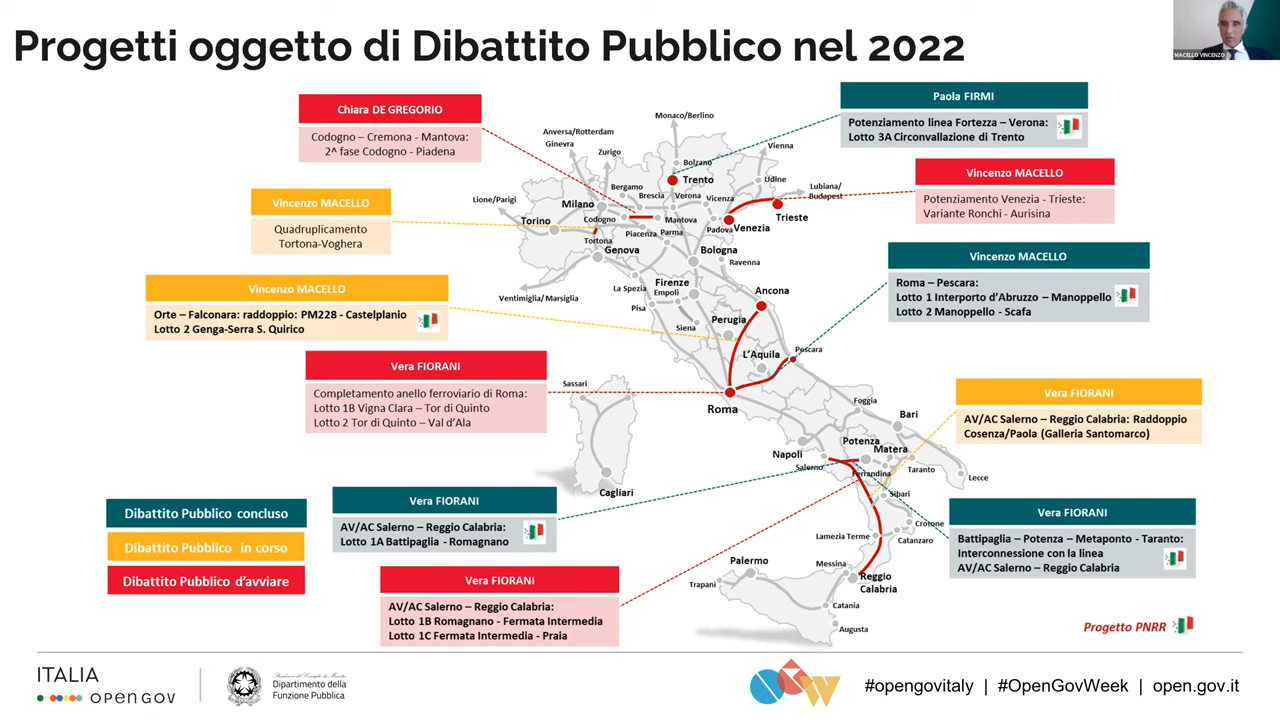 Progetti oggetto di Dibattito Pubblico nel 2022
MACELLO VINCENZO
Chiara DE GREGORIO
Codogno – Cremona - Mantova:
2^ fase Codogno - Piadena
Paola FIRMI
Potenziamento linea Fortezza – Verona:
Lotto 3A Circonvallazione di Trento
Vincenzo MACELLO
Potenziamento Venezia - Trieste:
Variante Ronchi - Aurisina
Vincenzo MACELLO
Quadruplicamento
Tortona-Voghera
Vincenzo MACELLO
Roma – Pescara:
Lotto 1 Interporto d’Abruzzo – Manoppello
Lotto 2 Manoppello - Scafa
Vincenzo MACELLO
Orte – Falconara: raddoppio: PM228 - Castelplanio
Lotto 2 Genga-Serra S. Quirico
Vera FIORANI
Completamento anello ferroviario di Roma:
Lotto 1B Vigna Clara – Tor di Quinto
Lotto 2 Tor di Quinto – Val d’Ala
Vera FIORANI
AV/AC Salerno – Reggio Calabria: Raddoppio
Cosenza/Paola (Galleria Santomarco)
Vera FIORANI
AV/AC Salerno – Reggio Calabria:
Lotto 1A Battipaglia - Romagnano
Vera FIORANI
Battipaglia – Potenza – Metaponto - Taranto:
Interconnessione con la linea
AV/AC Salerno – Reggio Calabria
Vera FIORANI
AV/AC Salerno – Reggio Calabria:
Lotto 1B Romagnano - Fermata Intermedia
Lotto 1C Fermata Intermedia - Praia
Dibattito Pubblico concluso
Dibattito Pubblico in corso
Dibattito Pubblico d’avviare
Monaco/Berlino
Anversa/Rotterdam
Ginevra
Zurigo
Vienna
Bolzano
Trento
Udine
Lubiana/
Budapest
Bergamo
Brescia
Verona
Vicenza
Lione/Parigi
Milano
Torino
Codogno
Mantova
Padova
Venezia
Trieste
Piacenza
Parma
Tortona
Genova
Bologna
Ravenna
La Spezia
Firenze
Empoli
Ventimiglia/Marsiglia
Pisa
Ancona
Siena
Perugia
L’Aquila
Pescara
Sassari
Roma
Foggia
Bari
Napoli
Potenza
Matera
Salerno
Ferrandina
Taranto
Lecce
Cagliari
Sibari
Crotone
Lamezia Terme
Catanzaro
Palermo
Messina
Trapani
Reggio
Calabria
Catania
Augusta
Progetto PNRR
ITALIA
open gov
Presidenza del Consiglio dei Ministri
Dipartimento della
Funzione Pubblica
OGW
#opengovitaly | #OpenGovWeek | open.gov.it